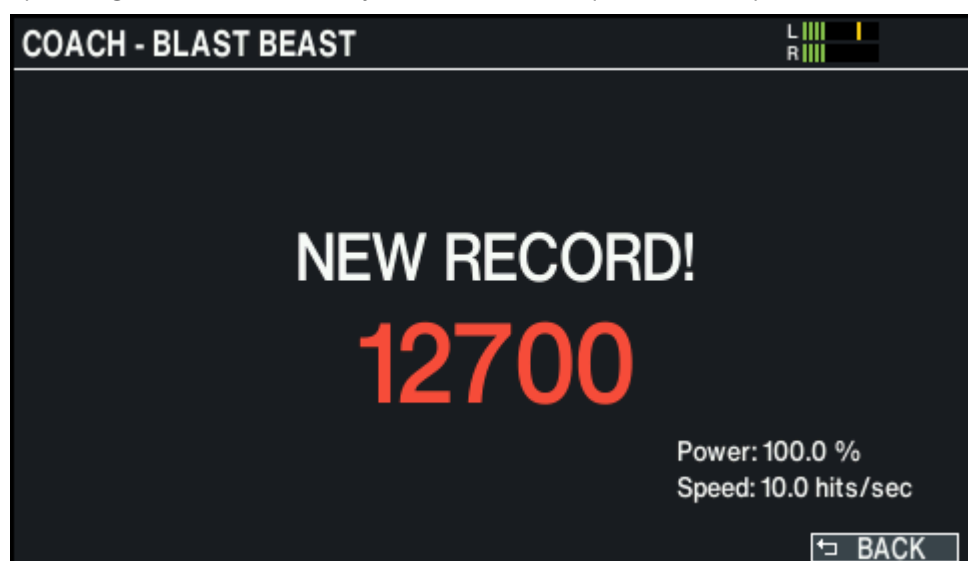 COACH - BLAST BEAST
L
R
NEW RECORD!
12700
Power: 100.0 %
Speed: 10.0 hits/sec
BACK